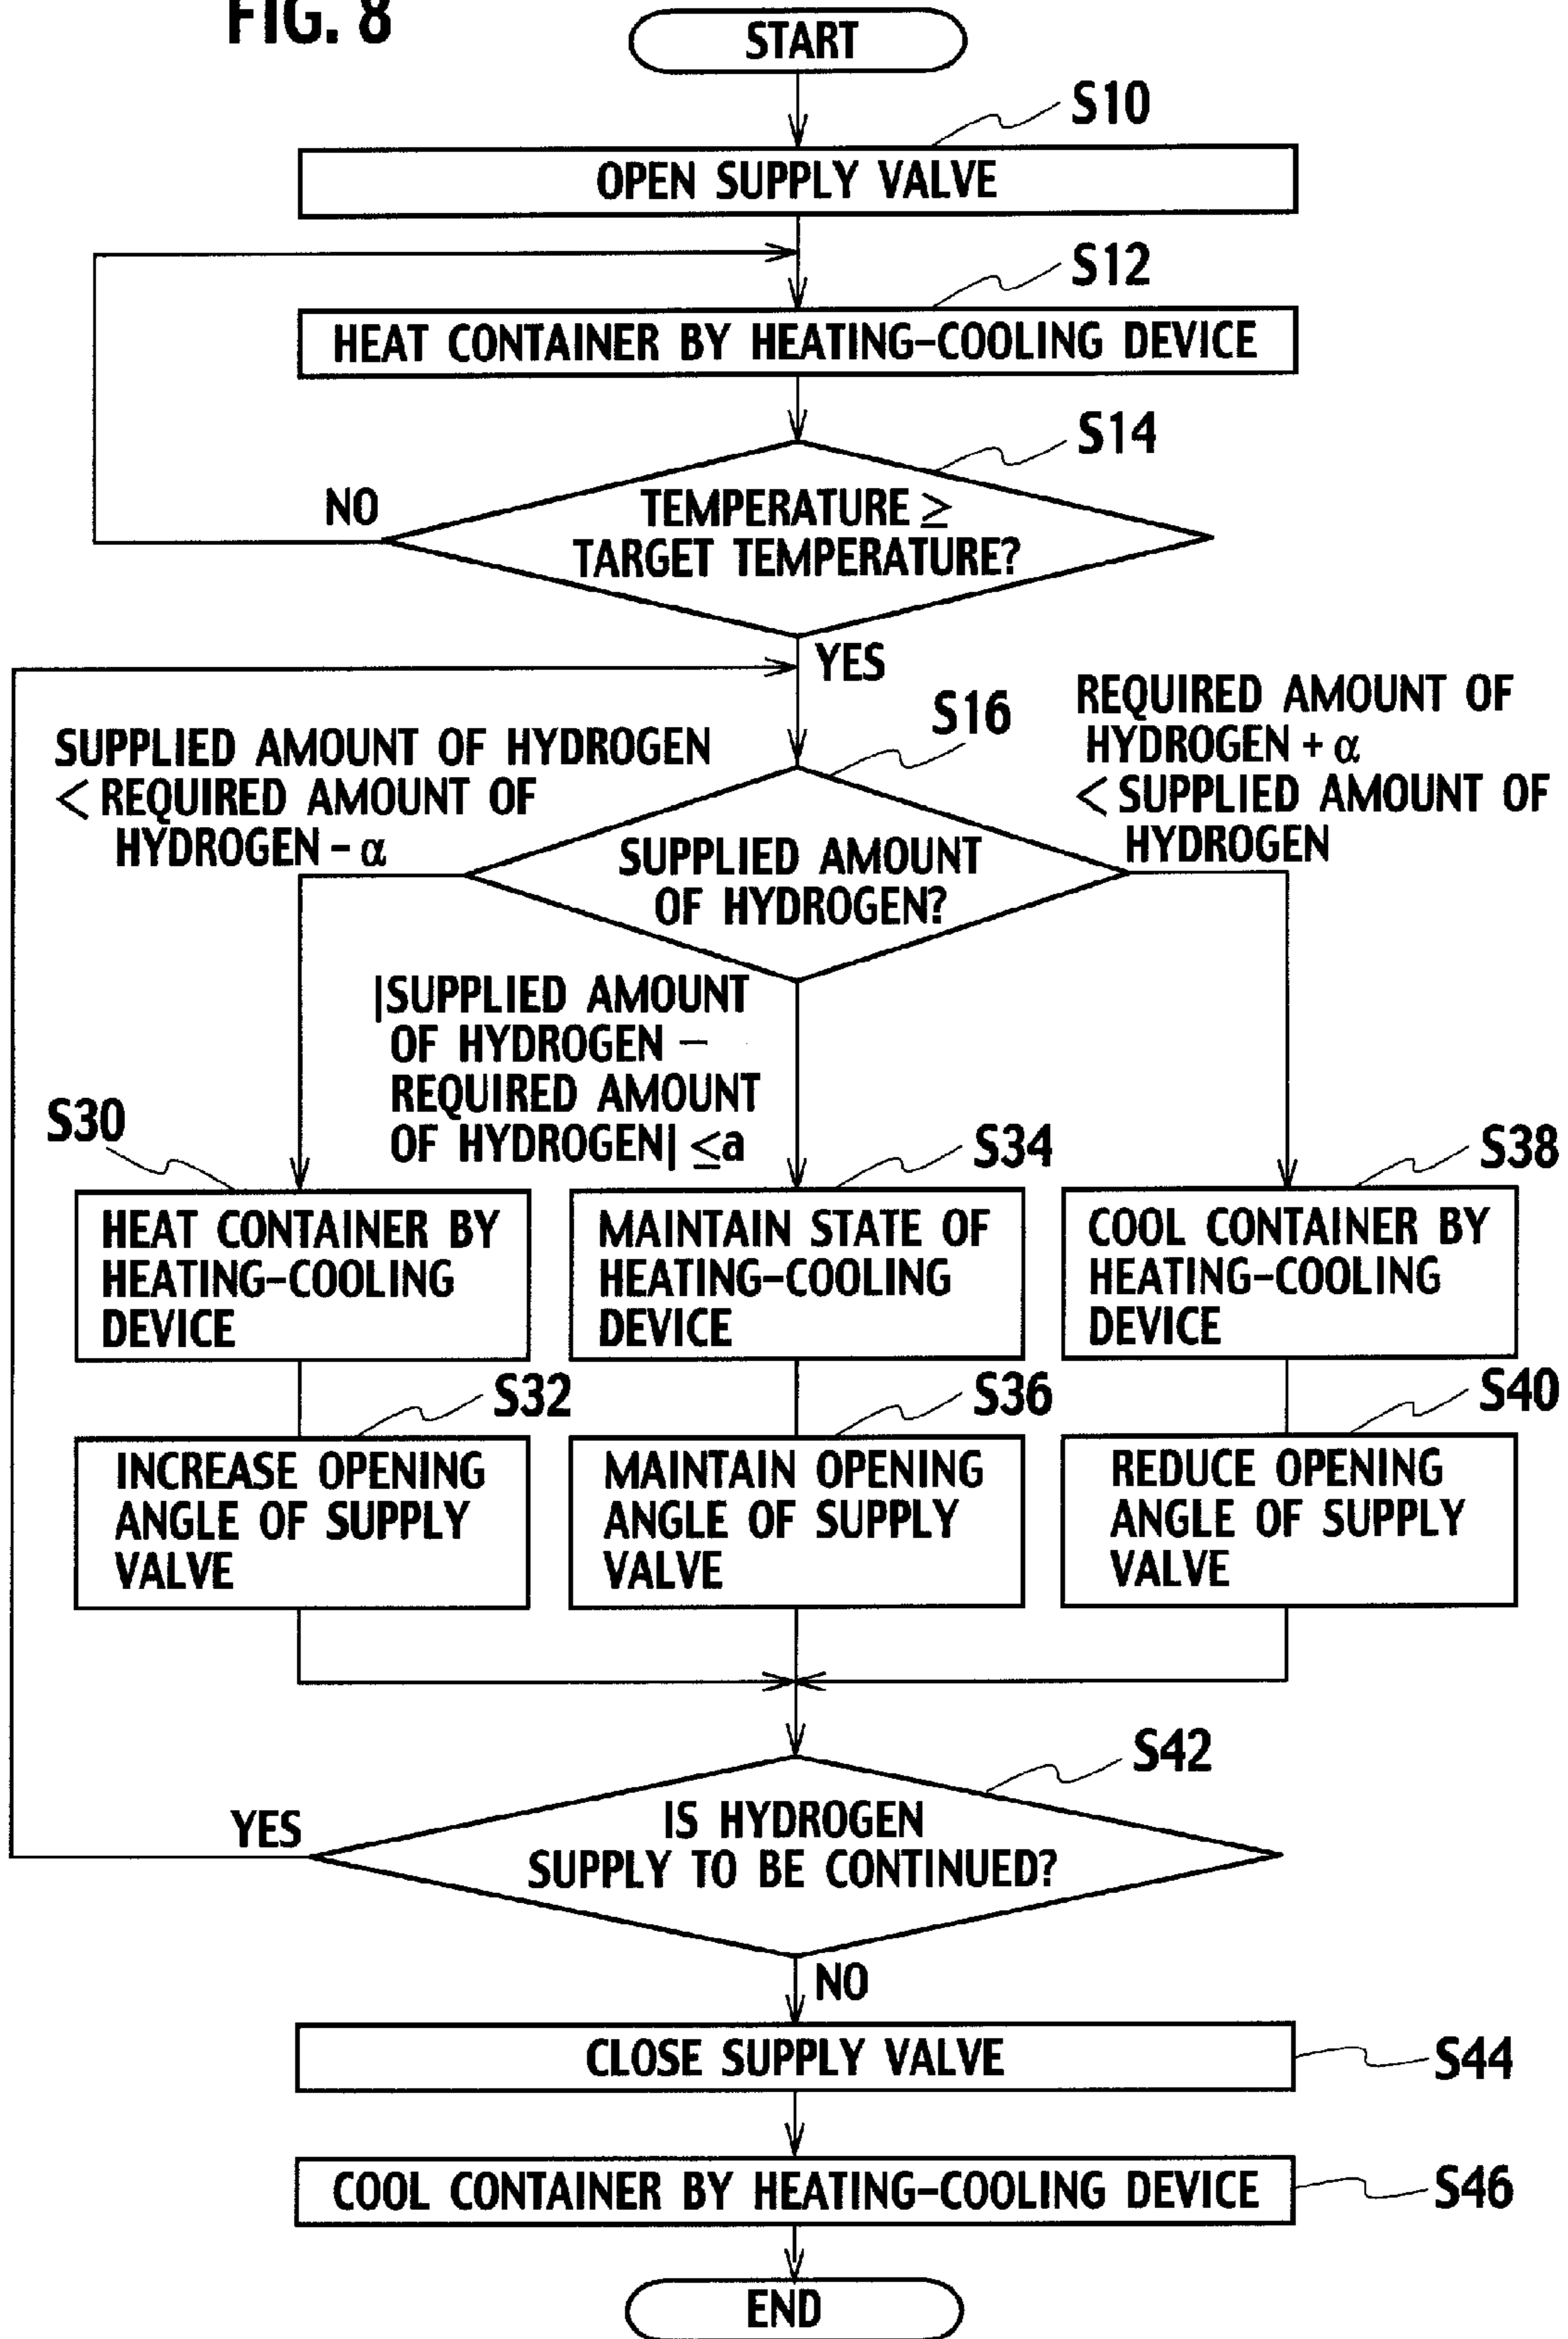 FIG. 8
START
S10
OPEN SUPPLY VALVE
S12
HEAT CONTAINER BY HEATING-COOLING DEVICE
S14
NO
TEMPERATURE ≥
TARGET TEMPERATURE?
YES
S16
SUPPLIED AMOUNT OF HYDROGEN
< REQUIRED AMOUNT OF
HYDROGEN - α
REQUIRED AMOUNT OF
HYDROGEN + α
< SUPPLIED AMOUNT OF
HYDROGEN
SUPPLIED AMOUNT
OF HYDROGEN?
|SUPPLIED AMOUNT
OF HYDROGEN -
REQUIRED AMOUNT
OF HYDROGEN| ≤a
S30
HEAT CONTAINER BY
HEATING-COOLING
DEVICE
S34
MAINTAIN STATE OF
HEATING-COOLING
DEVICE
S38
COOL CONTAINER BY
HEATING-COOLING
DEVICE
S32
INCREASE OPENING
ANGLE OF SUPPLY
VALVE
S36
MAINTAIN OPENING
ANGLE OF SUPPLY
VALVE
S40
REDUCE OPENING
ANGLE OF SUPPLY
VALVE
S42
YES
IS HYDROGEN
SUPPLY TO BE CONTINUED?
NO
CLOSE SUPPLY VALVE
S44
COOL CONTAINER BY HEATING-COOLING DEVICE
S46
END